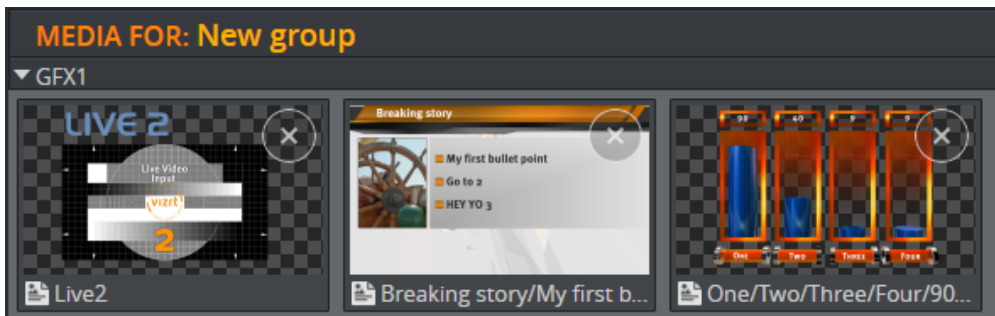 MEDIA FOR: New group
GFX1
LIVE 2
Live Video
Input
vizrt
2
Live2
Breaking story
My first bullet point
Go to 2
HEY YO 3
Breaking story/My first b...
90 40 9 9
One Two Three Four
One/Two/Three/Four/90...